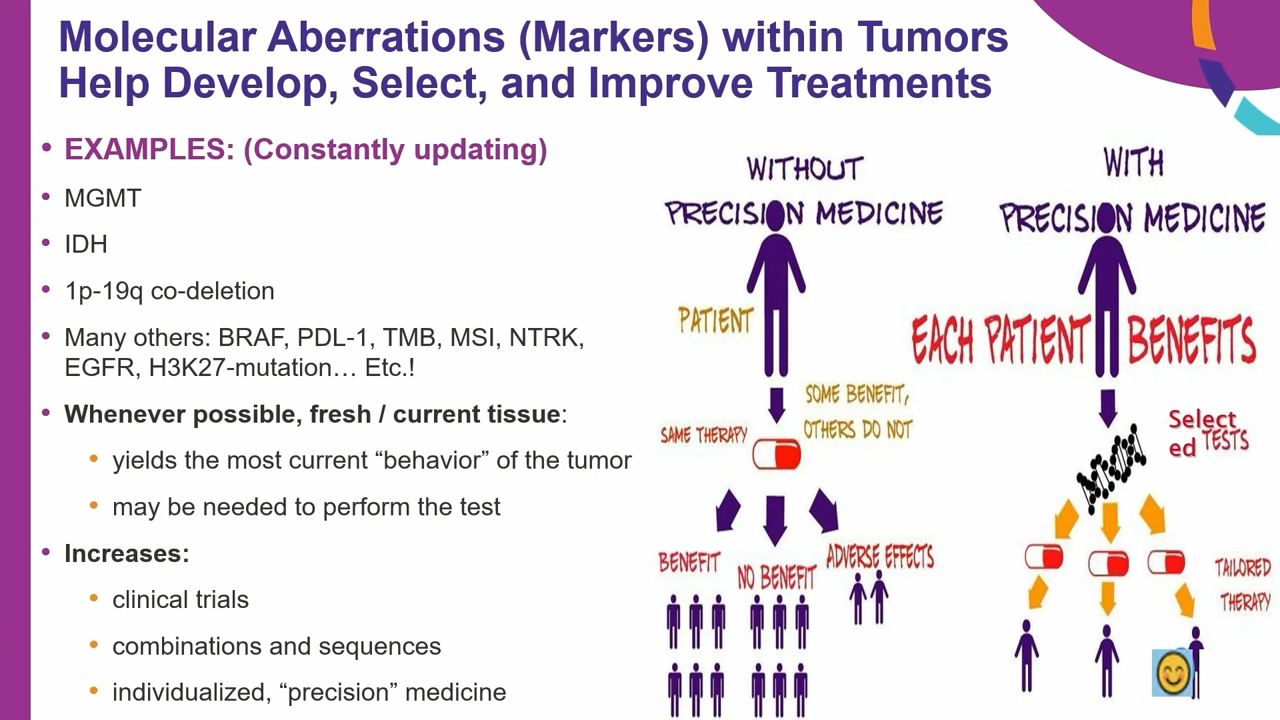 Molecular Aberrations (Markers) within Tumors
Help Develop, Select, and Improve Treatments
• EXAMPLES: (Constantly updating)
• MGMT
• IDH
• 1p-19q co-deletion
• Many others: BRAF, PDL-1, TMB, MSI, NTRK,
EGFR, H3K27-mutation… Etc.!
• Whenever possible, fresh / current tissue:
• yields the most current “behavior” of the tumor
• may be needed to perform the test
• Increases:
• clinical trials
• combinations and sequences
• individualized, “precision” medicine
WITHOUT
PRECISION MEDICINE
PATIENT
SOME BENEFIT,
OTHERS DO NOT
SAME THERAPY
BENEFIT
NO BENEFIT
ADVERSE EFFECTS
WITH
PRECISION MEDICINE
EACH PATIENT BENEFITS
Select
ed TESTS
TAILORED
THERAPY